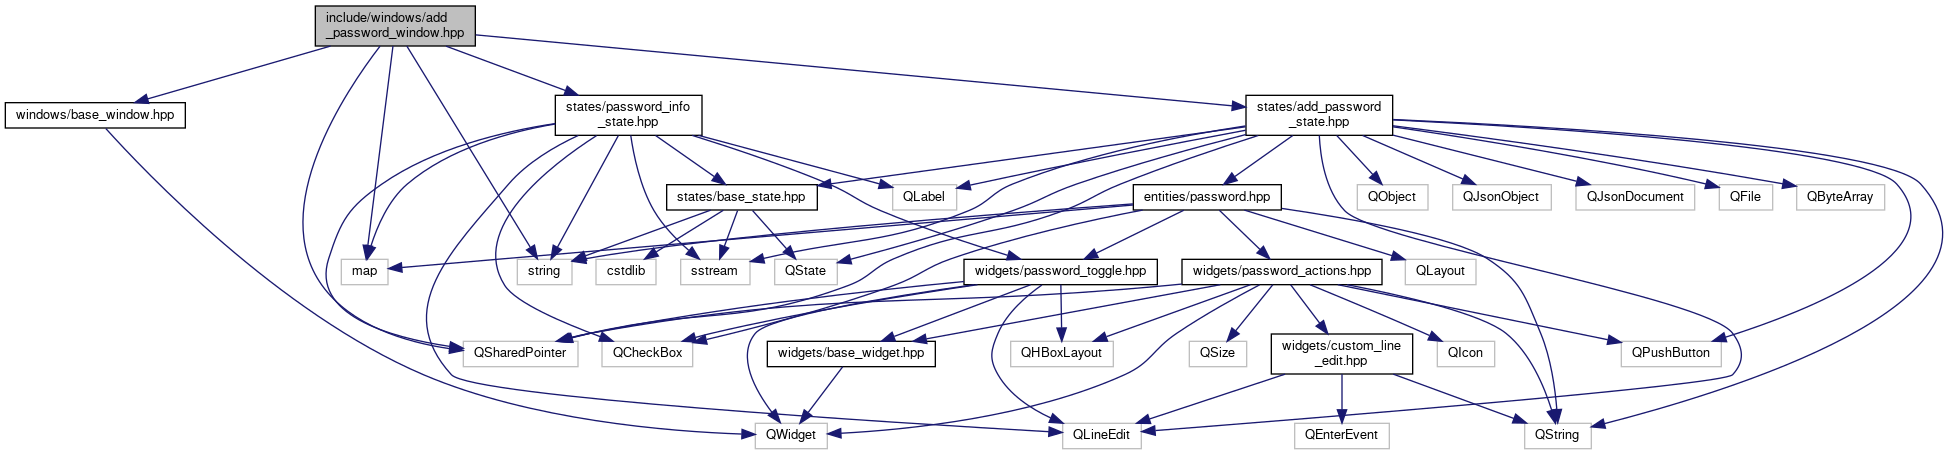 include/windows/add
_password_window.hpp
windows/base_window.hpp
states/password_info
_state.hpp
states/add_password
_state.hpp
states/base_state.hpp
QLabel
entities/password.hpp
QObject
QJsonObject
QJsonDocument
QFile
QByteArray
map
string
cstdlib
sstream
QState
widgets/password_toggle.hpp
widgets/password_actions.hpp
QLayout
QSharedPointer
QCheckBox
widgets/base_widget.hpp
QHBoxLayout
QSize
widgets/custom_line
_edit.hpp
QIcon
QPushButton
QWidget
QLineEdit
QEnterEvent
QString